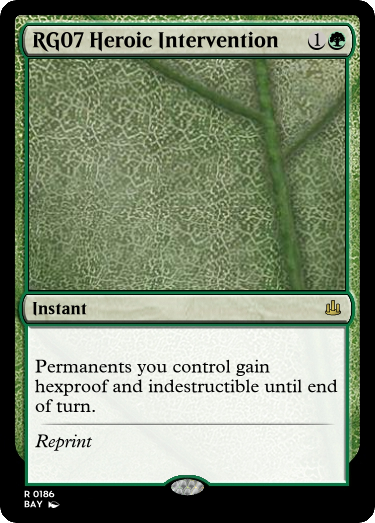 RG07 Heroic Intervention 1
Instant
Permanents you control gain
hexproof and indestructible until end
of turn.
Reprint
R 0186
BAY